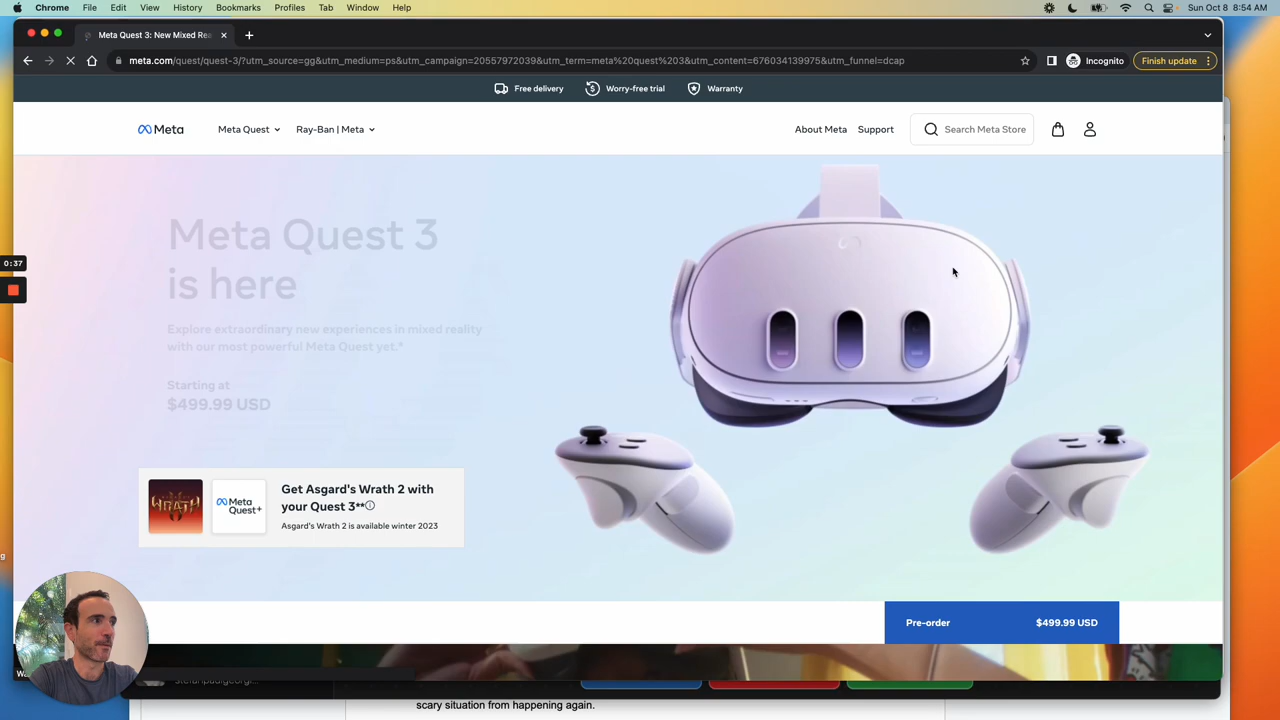 Chrome File Edit View History Bookmarks Profiles Tab Window Help
Sun Oct 8 8:54 AM
Meta Quest 3: New Mixed Rea
meta.com/quest/quest-3/?utm_source=gg&utm_medium=ps&utm_campaign=20557972039&utm_term=meta%20quest%203&utm_content=676034139975&utm_funnel=dcap
Incognito
Finish update
Free delivery
Worry-free trial
Warranty
Meta
Meta Quest
Ray-Ban | Meta
About Meta
Support
Search Meta Store
Meta Quest 3
is here
0:37
Explore extraordinary new experiences in mixed reality
with our most powerful Meta Quest yet.*
Starting at
$499.99 USD
WRATH
Meta
Quest+
Get Asgard's Wrath 2 with
your Quest 3**
Asgard's Wrath 2 is available winter 2023
Pre-order
$499.99 USD
scary situation from happening again.